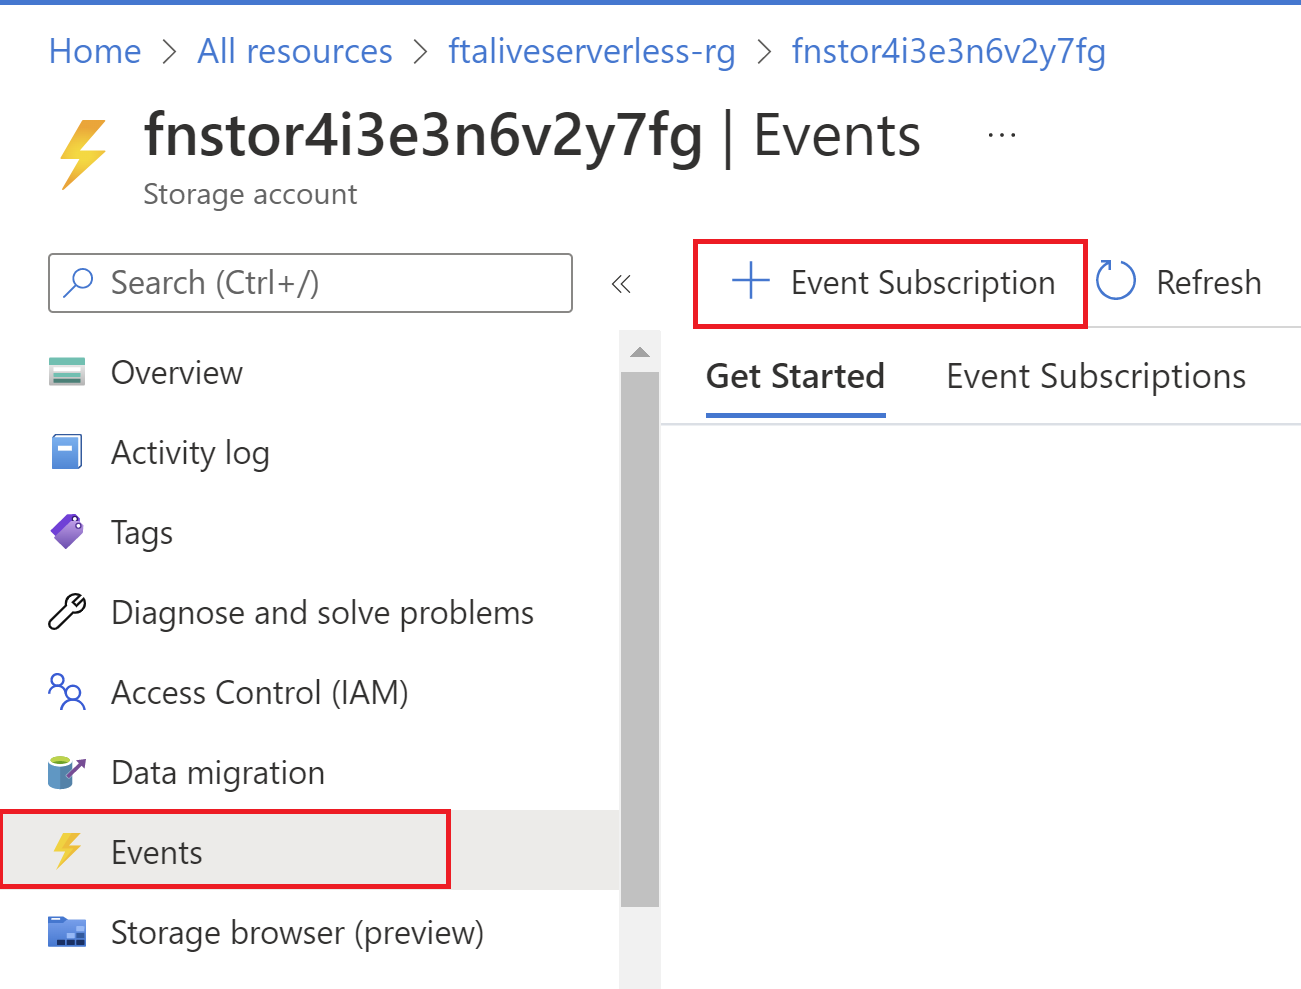 Home > All resources > ftaliveserverless-rg > fnstor4i3e3n6v2y7fg
fnstor4i3e3n6v2y7fg | Events ...
Storage account
Search (Ctrl+/)
«
+ Event Subscription
Refresh
Get Started
Event Subscriptions
Overview
Activity log
Tags
Diagnose and solve problems
Access Control (IAM)
Data migration
Events
Storage browser (preview)